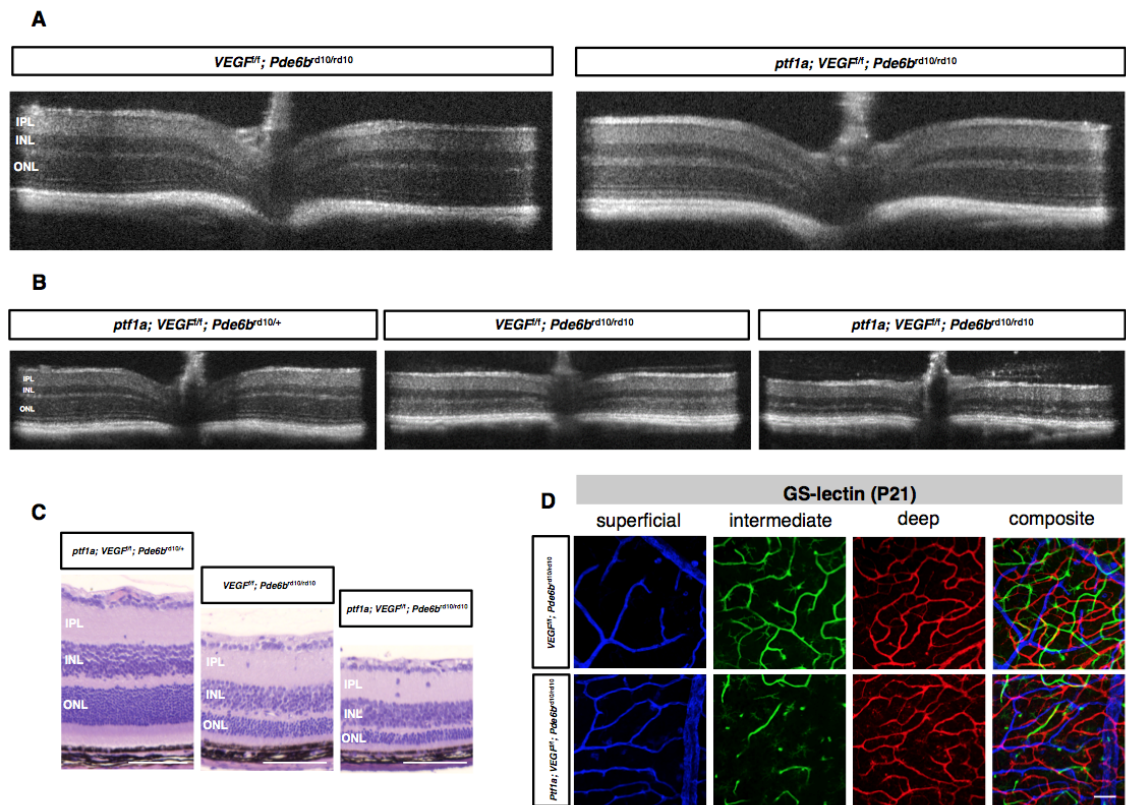 A
VEGFf/f; Pde6brd10/rd10
ptf1a; VEGFf/f; Pde6brd10/rd10
IPL
INL
ONL
B
ptf1a; VEGFf/f; Pde6brd10/+
VEGFf/f; Pde6brd10/rd10
ptf1a; VEGFf/f; Pde6brd10/rd10
IPL
INL
ONL
C
ptf1a; VEGFf/f; Pde6brd10/+
VEGFf/f; Pde6brd10/rd10
ptf1a; VEGFf/f; Pde6brd10/rd10
IPL
INL
ONL
IPL
INL
ONL
IPL
INL
ONL
D
GS-lectin (P21)
superficial intermediate deep composite
VEGFf/f; Pde6brd10/rd10
Ptf1a; VEGFf/f; Pde6brd10/rd10